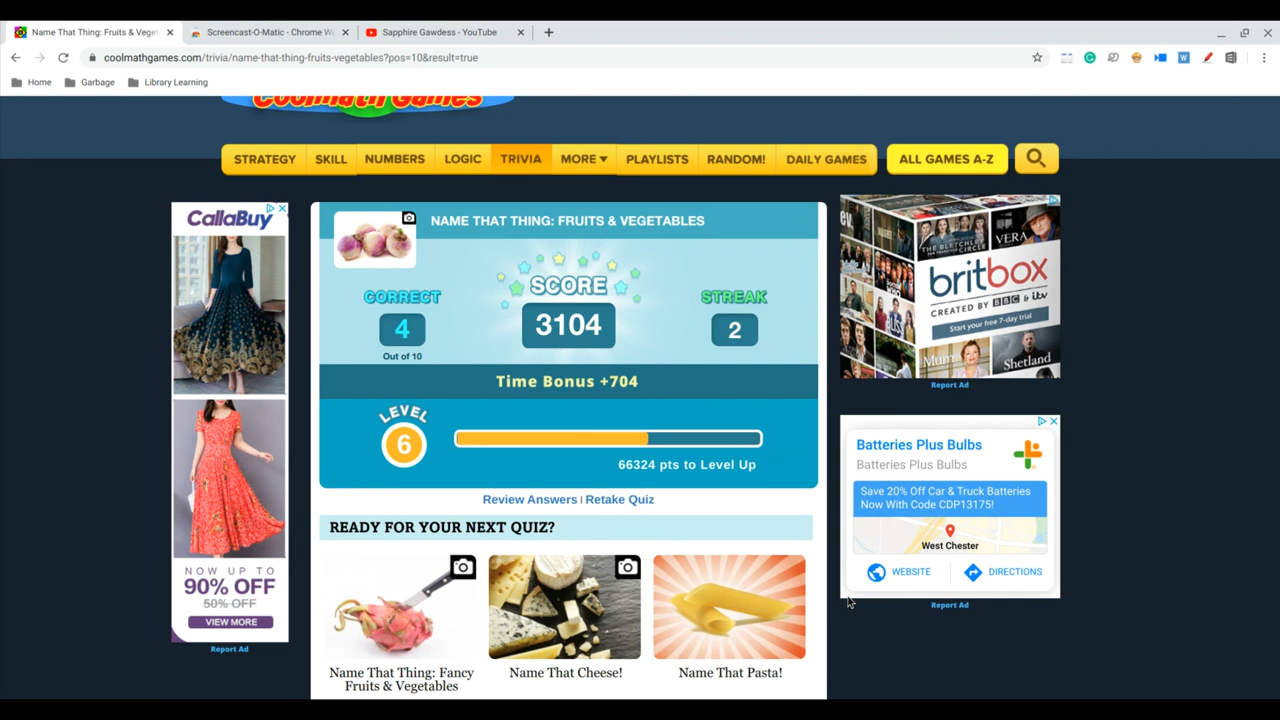 Name That Thing: Fruits & Veget
Screencast-O-Matic - Chrome W
Sapphire Gawdess - YouTube
coolmathgames.com/trivia/name-that-thing-fruits-vegetables?pos=10&result=true
Home
Garbage
Library Learning
Coolmath Games
STRATEGY
SKILL
NUMBERS
LOGIC
TRIVIA
MORE
PLAYLISTS
RANDOM!
DAILY GAMES
ALL GAMES A-Z
CallaBuy
NOW UP TO
90% OFF
50% OFF
VIEW MORE
Report Ad
NAME THAT THING: FRUITS & VEGETABLES
CORRECT
4
Out of 10
SCORE
3104
STREAK
2
Time Bonus +704
LEVEL
6
66324 pts to Level Up
Review Answers | Retake Quiz
READY FOR YOUR NEXT QUIZ?
Name That Thing: Fancy
Fruits & Vegetables
Name That Cheese!
Name That Pasta!
THE BLETCHLEY
VERA
britbox
CREATED BY BBC & itv
Start your free 7-day trial
Mum
Shetland
Report Ad
Batteries Plus Bulbs
Batteries Plus Bulbs
Save 20% Off Car & Truck Batteries
Now With Code CDP13175!
West Chester
WEBSITE
DIRECTIONS
Report Ad